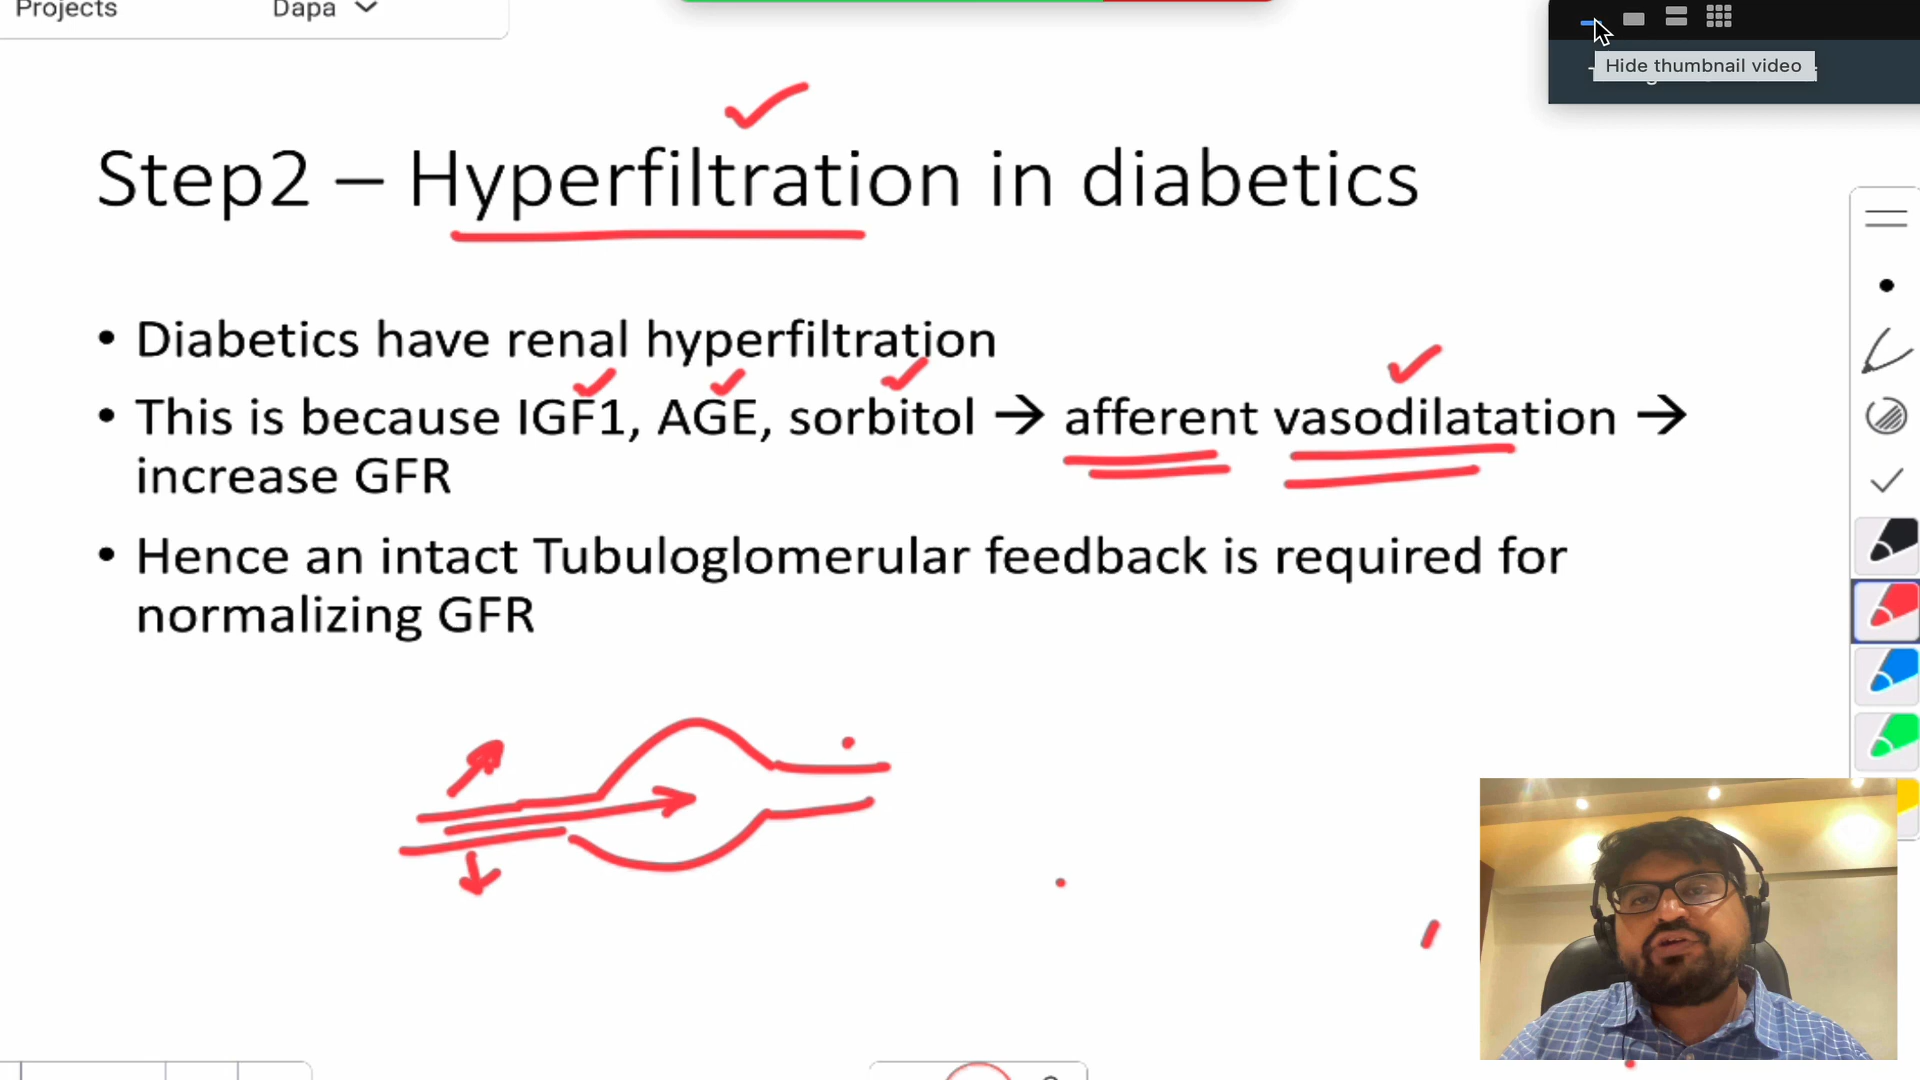 Projects Dapa
Hide thumbnail video
Step2 – Hyperfiltration in diabetics
• Diabetics have renal hyperfiltration
• This is because IGF1, AGE, sorbitol → afferent vasodilatation →
increase GFR
• Hence an intact Tubuloglomerular feedback is required for
normalizing GFR